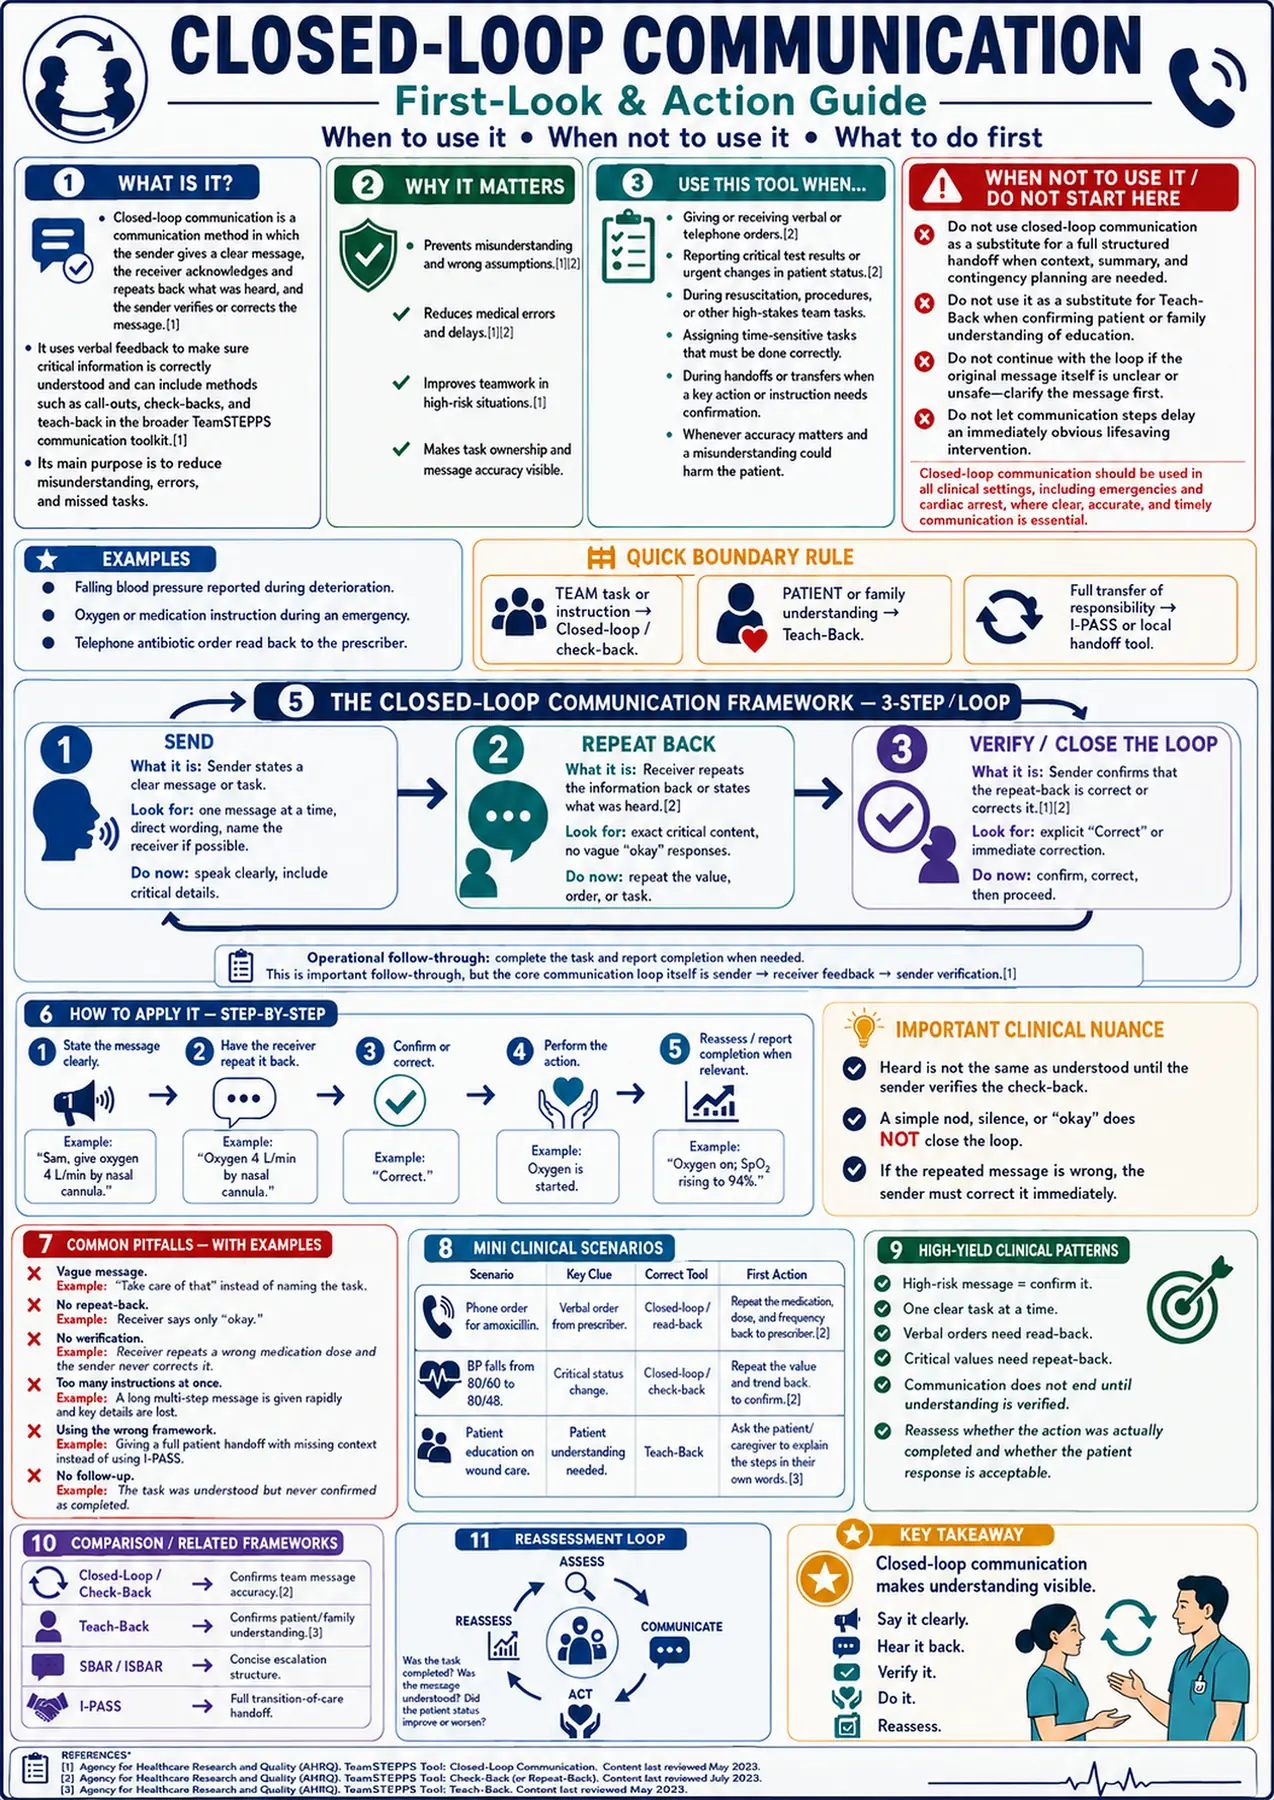 CLOSED-LOOP COMMUNICATION
First-Look & Action Guide
When to use it • When not to use it • What to do first
1 WHAT IS IT?
• Closed-loop communication is a
communication method in which
the sender gives a clear message,
the receiver acknowledges and
repeats back what was heard, and
the sender verifies or corrects the
message.[1]
• It uses verbal feedback to make sure
critical information is correctly
understood and can include methods
such as call-outs, check-backs, and
teach-back in the broader TeamSTEPPS
communication toolkit.[1]
• Its main purpose is to reduce
misunderstanding, errors,
and missed tasks.
2 WHY IT MATTERS
• Prevents misunderstanding
and wrong assumptions.[1][2]
Reduces medical errors
and delays.[1][2]
Improves teamwork in
high-risk situations.[1]
Makes task ownership and
message accuracy visible.
3 USE THIS TOOL WHEN...
• Giving or receiving verbal or
telephone orders.[2]
• Reporting critical test results or
urgent changes in patient status.[2]
• During resuscitation, procedures,
or other high-stakes team tasks.
• Assigning time-sensitive tasks
that must be done correctly.
• During handoffs or transfers when
a key action or instruction needs
confirmation.
• Whenever accuracy matters and
a misunderstanding could
harm the patient.
WHEN NOT TO USE IT /
DO NOT START HERE
Do not use closed-loop communication
as a substitute for a full structured
handoff when context, summary, and
contingency planning are needed.
Do not use it as a substitute for Teach-
Back when confirming patient or family
understanding of education.
Do not continue with the loop if the
original message itself is unclear or
unsafe—clarify the message first.
Do not let communication steps delay
an immediately obvious lifesaving
intervention.
Closed-loop communication should be used in
all clinical settings, including emergencies and
cardiac arrest, where clear, accurate, and timely
communication is essential.
EXAMPLES
• Falling blood pressure reported during deterioration.
• Oxygen or medication instruction during an emergency.
• Telephone antibiotic order read back to the prescriber.
QUICK BOUNDARY RULE
TEAM task or
instruction →
Closed-loop /
check-back.
PATIENT or family
understanding →
Teach-Back.
Full transfer of
responsibility →
I-PASS or local
handoff tool.
5 THE CLOSED-LOOP COMMUNICATION FRAMEWORK — 3-STEP / LOOP
1 SEND
What it is: Sender states a
clear message or task.
Look for: one message at a time,
direct wording, name the
receiver if possible.
Do now: speak clearly, include
critical details.
2 REPEAT BACK
What it is: Receiver repeats
the information back or states
what was heard.[2]
Look for: exact critical content,
no vague “okay” responses.
Do now: repeat the value,
order, or task.
3 VERIFY / CLOSE THE LOOP
What it is: Sender confirms that
the repeat-back is correct or
corrects it.[1][2]
Look for: explicit “Correct” or
immediate correction.
Do now: confirm, correct,
then proceed.
Operational follow-through: complete the task and report completion when needed.
This is important follow-through, but the core communication loop itself is sender → receiver feedback → sender verification.[1]
6 HOW TO APPLY IT — STEP-BY-STEP
1 State the message
clearly.
1
Example:
“Sam, give oxygen
4 L/min by nasal
cannula.”
2 Have the receiver
repeat it back.
Example:
“Oxygen 4 L/min
by nasal
cannula.”
3 Confirm or
correct.
Example:
“Correct.”
4 Perform the
action.
Example:
Oxygen is
started.
5 Reassess / report
completion when
relevant.
Example:
“Oxygen on; SpO₂
rising to 94%.”
IMPORTANT CLINICAL NUANCE
Heard is not the same as understood until the
sender verifies the check-back.
A simple nod, silence, or “okay” does
NOT close the loop.
If the repeated message is wrong, the
sender must correct it immediately.
7 COMMON PITFALLS — WITH EXAMPLES
Vague message.
Example: “Take care of that” instead of naming the task.
No repeat-back.
Example: Receiver says only “okay.”
No werification.
Example: Receiver repeats a wrong medication dose and
the sender never corrects it.
Too many instructions at once.
Example: A long multi-step message is given rapidly
and key details are lost.
Using the wrong framework.
Example: Giving a full patient handoff with missing context
instead of using I-PASS.
No follow-up.
Example: The task was understood but never confirmed
as completed.
8 MINI CLINICAL SCENARIOS
Scenario Key Clue Correct Tool First Action
Phone order
for amoxicillin.
Verbal order
from prescriber.
Closed-loop /
read-back
Repeat the medication,
dose, and frequency
back to prescriber.[2]
BP falls from
80/60 to
80/48.
Critical status
change.
Closed-loop /
check-back
Repeat the value
and trend back
to confirm.[2]
Patient
education on
wound care.
Patient
understanding
needed.
Teach-Back
Ask the patient/
caregiver to explain
the steps in their
own words.[3]
9 HIGH-YIELD CLINICAL PATTERNS
High-risk message = confirm it.
One clear task at a time.
Verbal orders need read-back.
Critical values need repeat-back.
Communication does not end until
understanding is verified.
Reassess whether the action was actually
completed and whether the patient
response is acceptable.
10 COMPARISON / RELATED FRAMEWORKS
Closed-Loop /
Check-Back
→ Confirms team message
accuracy.[2]
Teach-Back → Confirms patient/family
understanding.[3]
SBAR / ISBAR → Concise escalation
structure.
I-PASS → Full transition-of-care
handoff.
11 REASSESSMENT LOOP
ASSESS
COMMUNICATE
ACT
REASSESS
Was the task
completed? Was
the message
understood? Did
the patient status
improve or worsen?
KEY TAKEAWAY
Closed-loop communication
makes understanding visible.
Say it clearly.
Hear it back.
Verify it.
Do it.
Reassess.
REFERENCES*
[1] Agency for Healthcare Research and Quality (AHRQ). TeamSTEPPS Tool: Closed-Loop Communication. Content last reviewed May 2023.
[2] Agency for Healthcare Research and Quality (AHRQ). TeamSTEPPS Tool: Check-Back (or Repeat-Back). Content last reviewed July 2023.
[3] Agency for Healthcare Research and Quality (AHRQ). TeamSTEPPS Tool: Teach-Back. Content last reviewed May 2023.